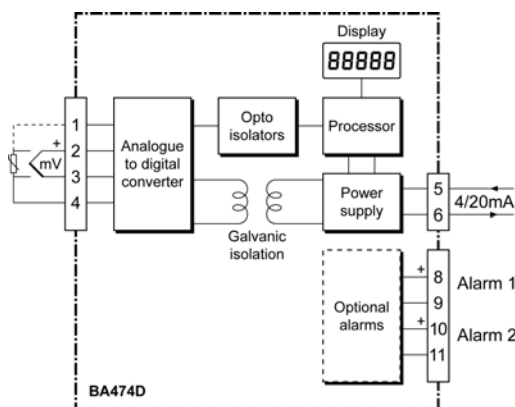 Display
88888
1
2
3
4
+
mV
Analogue
to digital
converter
Opto
isolators
Processor
Galvanic
isolation
Power
supply
5
6
4/20mA
Optional
alarms
+
8
9
+
10
11
Alarm 1
Alarm 2
BA474D